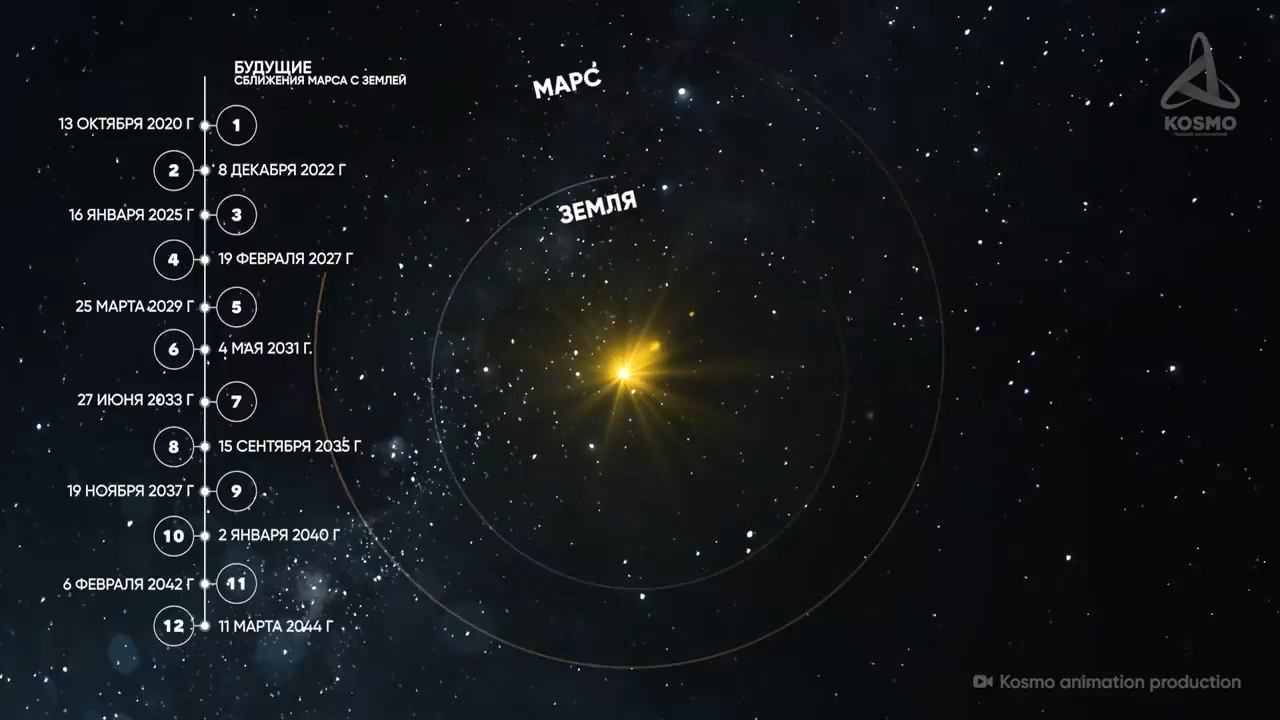 БУДУЩИЕ
СБЛИЖЕНИЯ МАРСА С ЗЕМЛЕЙ
13 ОКТЯБРЯ 2020 Г
1
2
8 ДЕКАБРЯ 2022 Г
16 ЯНВАРЯ 2025 Г
3
4
19 ФЕВРАЛЯ 2027 Г
25 МАРТА 2029 Г
5
6
4 МАЯ 2031 Г.
27 ИЮНЯ 2033 Г
7
8
15 СЕНТЯБРЯ 2035 Г
19 НОЯБРЯ 2037 Г
9
10
2 ЯНВАРЯ 2040 Г
6 ФЕВРАЛЯ 2042 Г
11
12
11 МАРТА 2044 Г
МАРС
ЗЕМЛЯ
KOSMO
Kosmo animation production